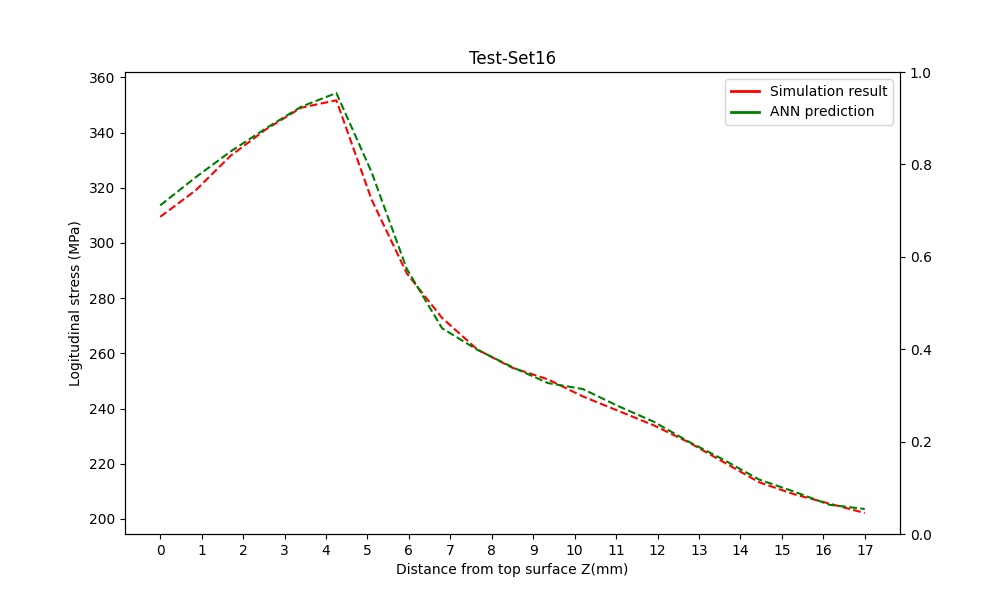 Test-Set16
Simulation result
ANN prediction
360
340
320
300
280
260
240
220
200
Logitudinal stress (MPa)
1.0
0.8
0.6
0.4
0.2
0.0
0 1 2 3 4 5 6 7 8 9 10 11 12 13 14 15 16 17
Distance from top surface Z(mm)